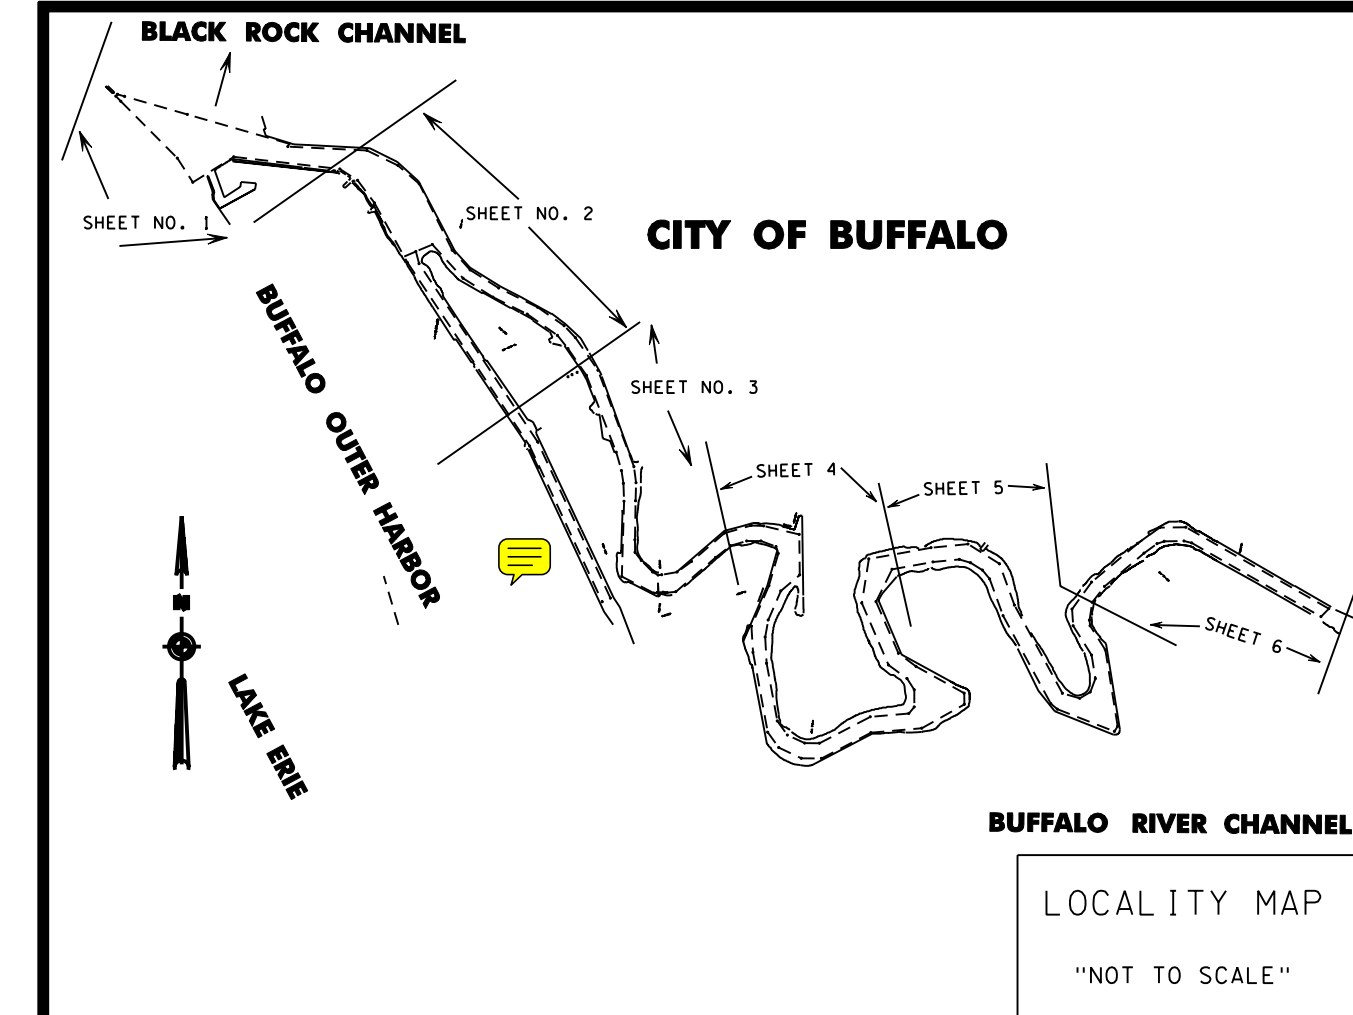 BLACK ROCK CHANNEL
SHEET NO. 1
SHEET NO. 2
CITY OF BUFFALO
BUFFALO OUTER HARBOR
SHEET NO. 3
SHEET 4
SHEET 5
N
SHEET 6
LAKE ERIE
BUFFALO RIVER CHANNEL
LOCALITY MAP
"NOT TO SCALE"